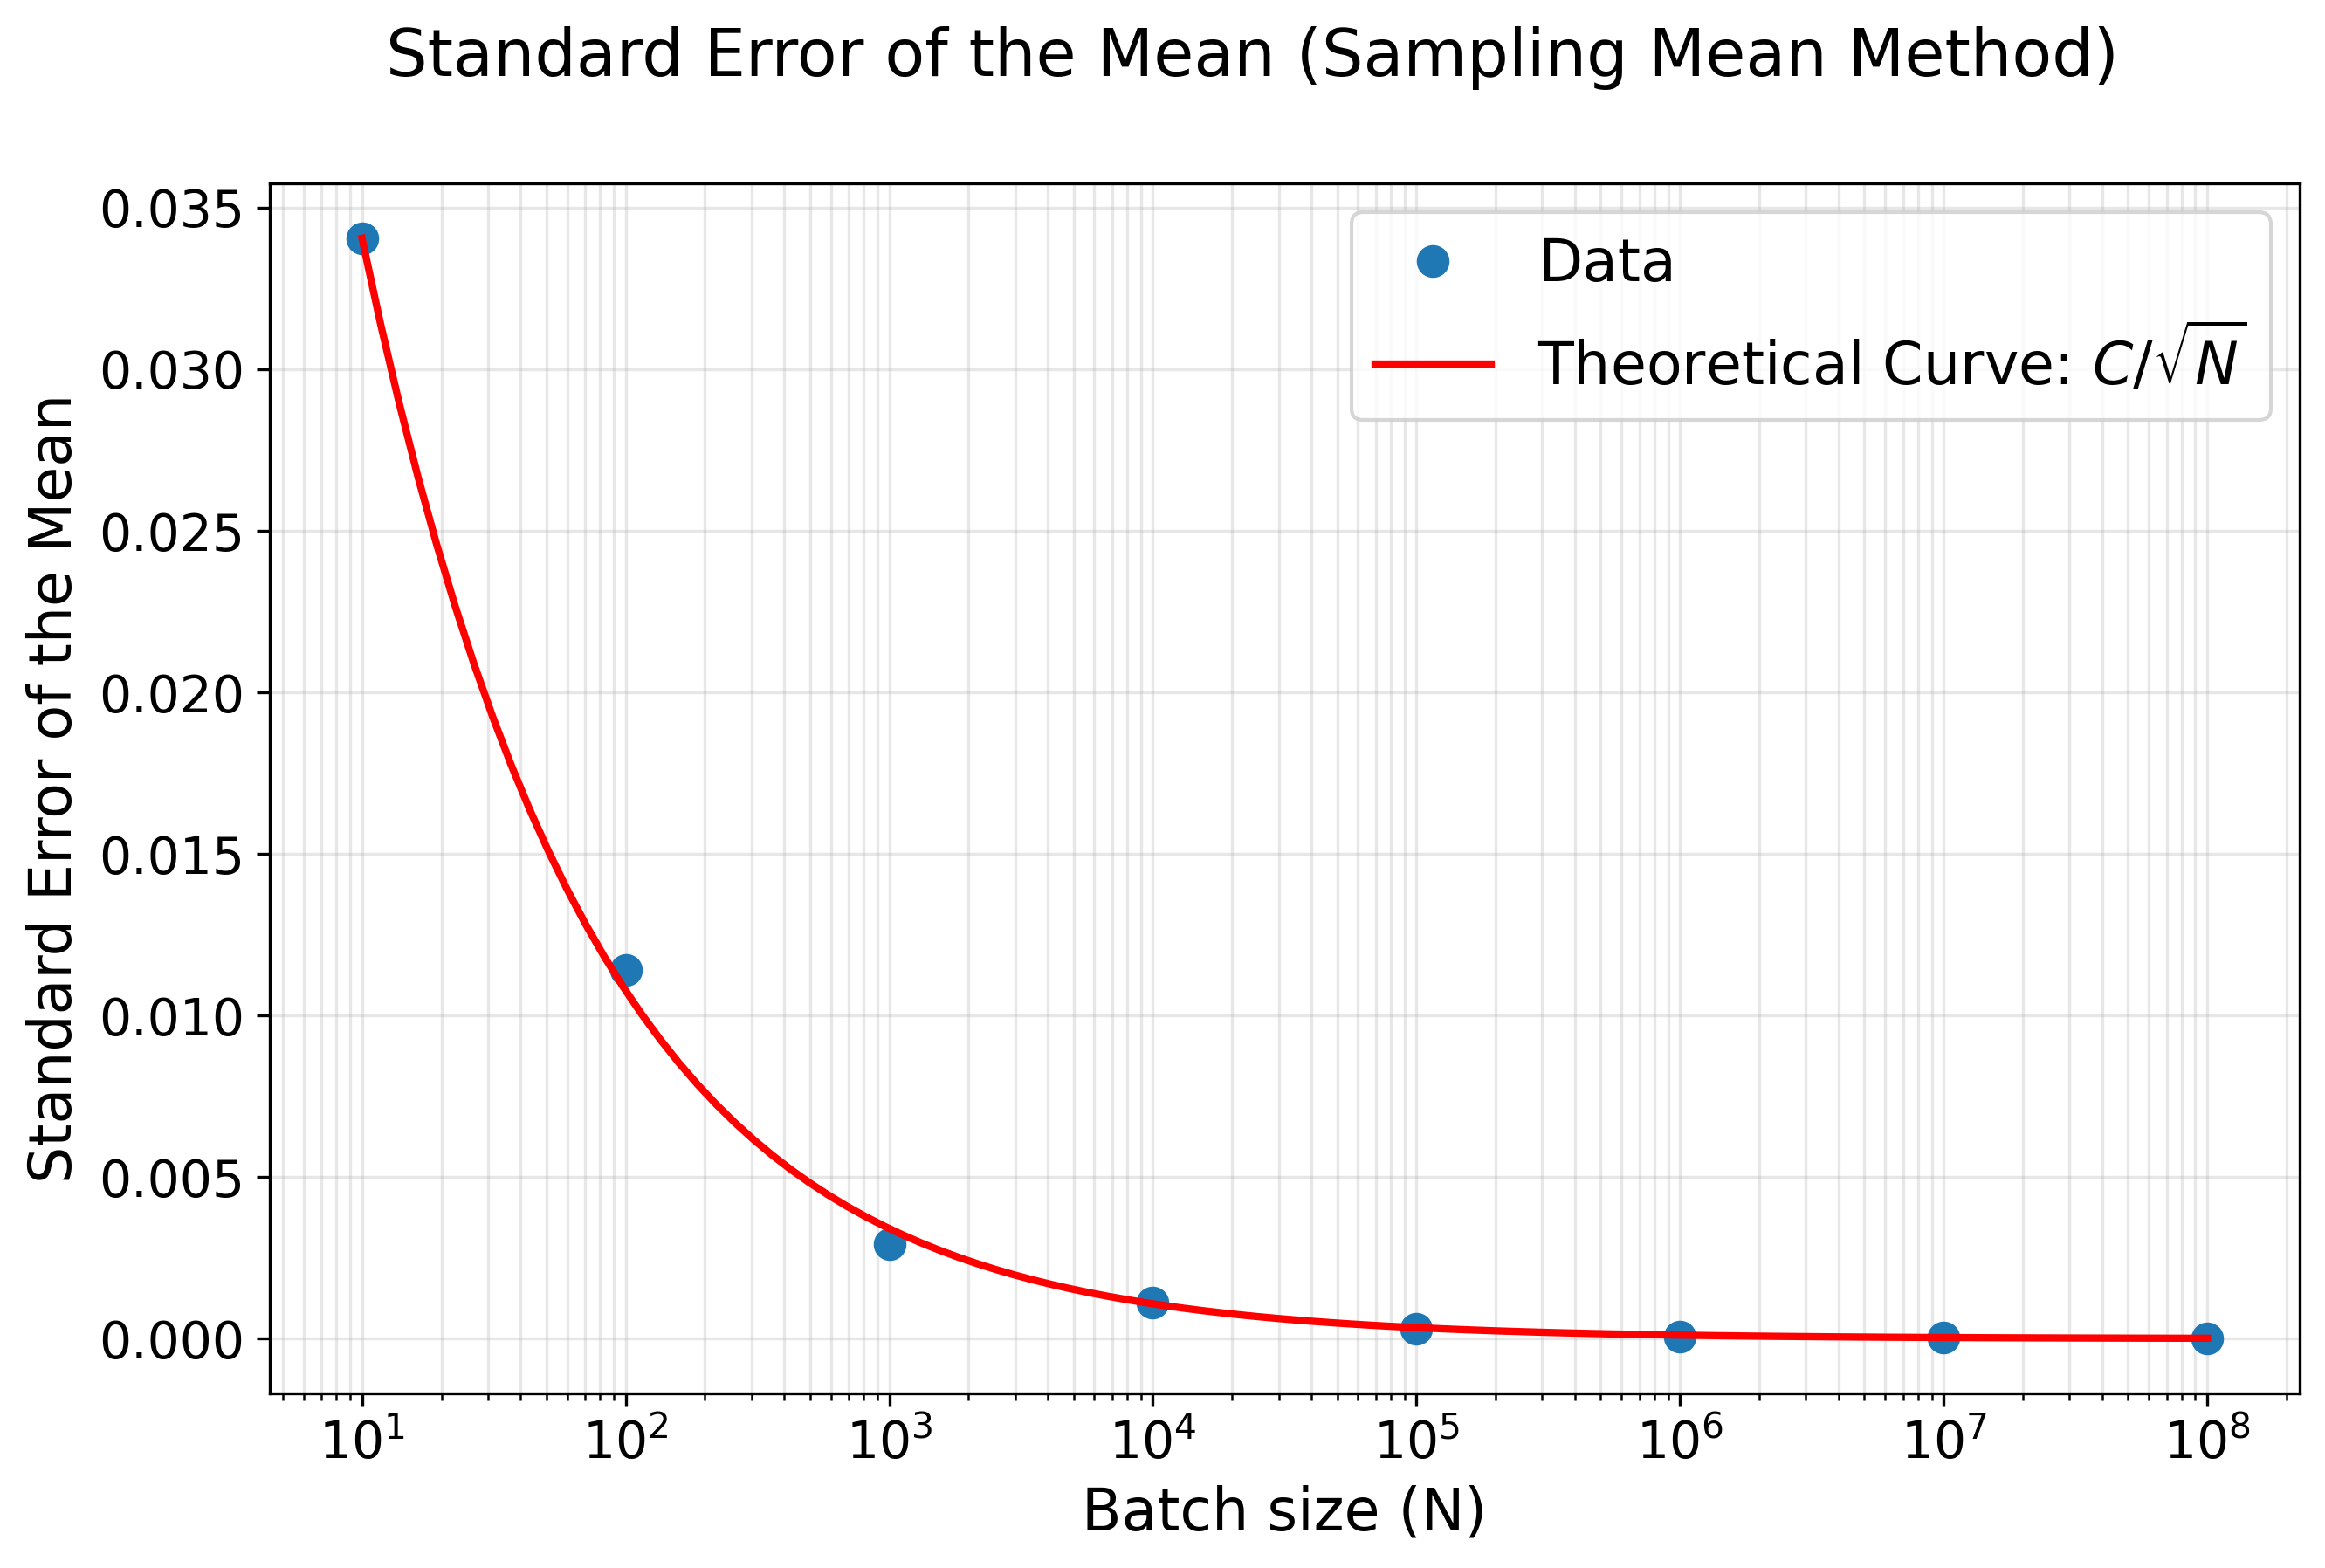 Standard Error of the Mean (Sampling Mean Method)
Data
Theoretical Curve: C/√N
Standard Error of the Mean
0.035
0.030
0.025
0.020
0.015
0.010
0.005
0.000
10¹ 10² 10³ 10⁴ 10⁵ 10⁶ 10⁷ 10⁸
Batch size (N)